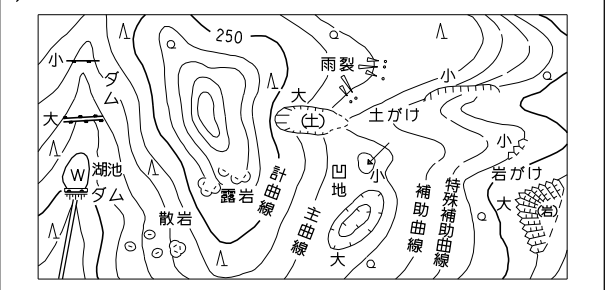 250
小
ダム
大
W
湖池
ダム
散岩
露岩
計曲線
主曲線
雨裂
大
(土)
土がけ
小
凹地
小
大
補助曲線
特殊補助曲線
小
岩がけ
大
(岩)